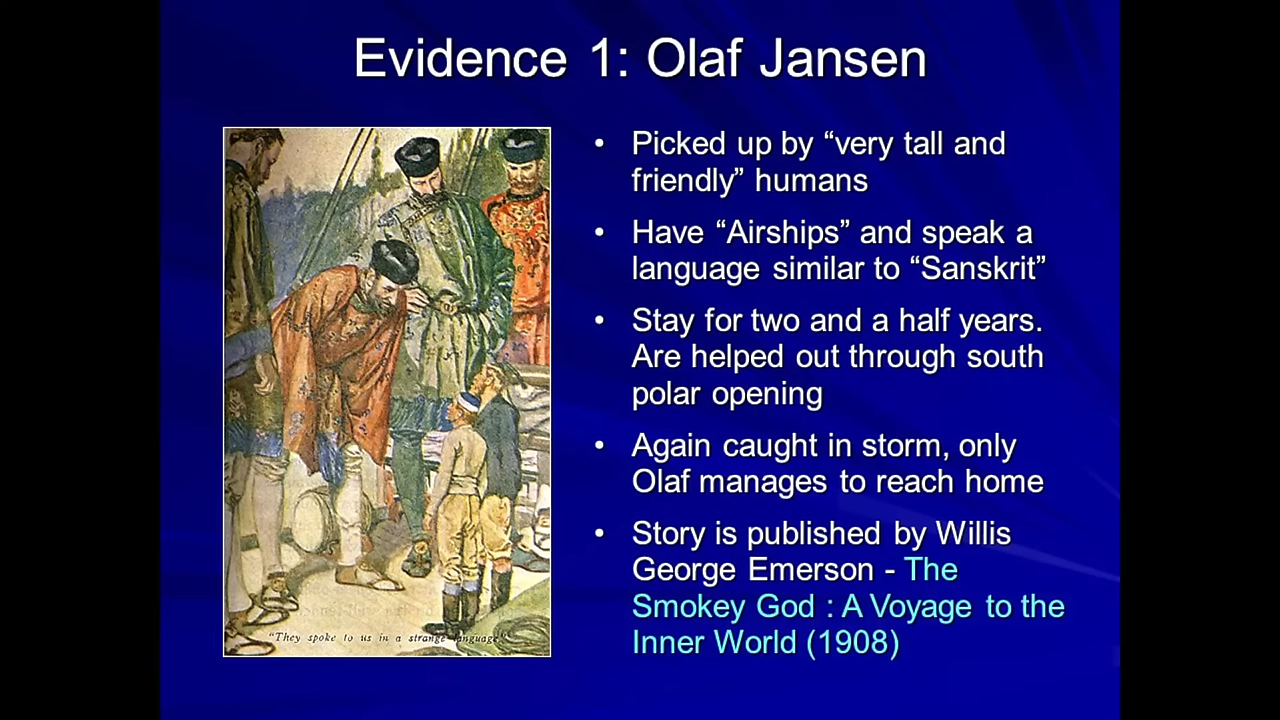 Evidence 1: Olaf Jansen
• Picked up by “very tall and
friendly” humans
• Have “Airships” and speak a
language similar to “Sanskrit”
• Stay for two and a half years.
Are helped out through south
polar opening
• Again caught in storm, only
Olaf manages to reach home
• Story is published by Willis
George Emerson - The
Smokey God : A Voyage to the
Inner World (1908)
"They spoke to us in a strange language"